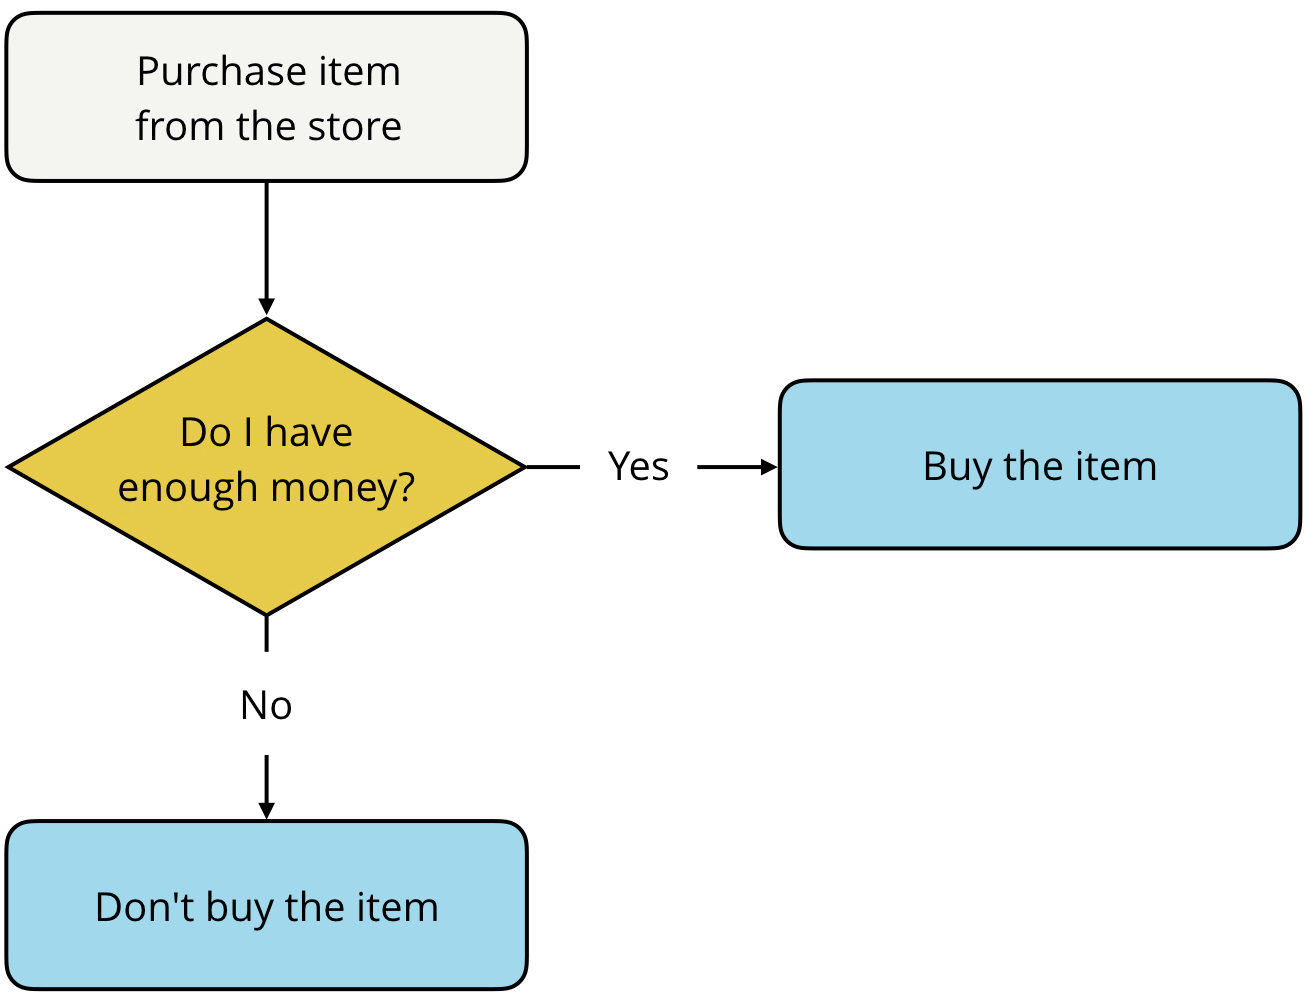 Purchase item
from the store
Do I have
enough money?
Yes
Buy the item
No
Don't buy the item